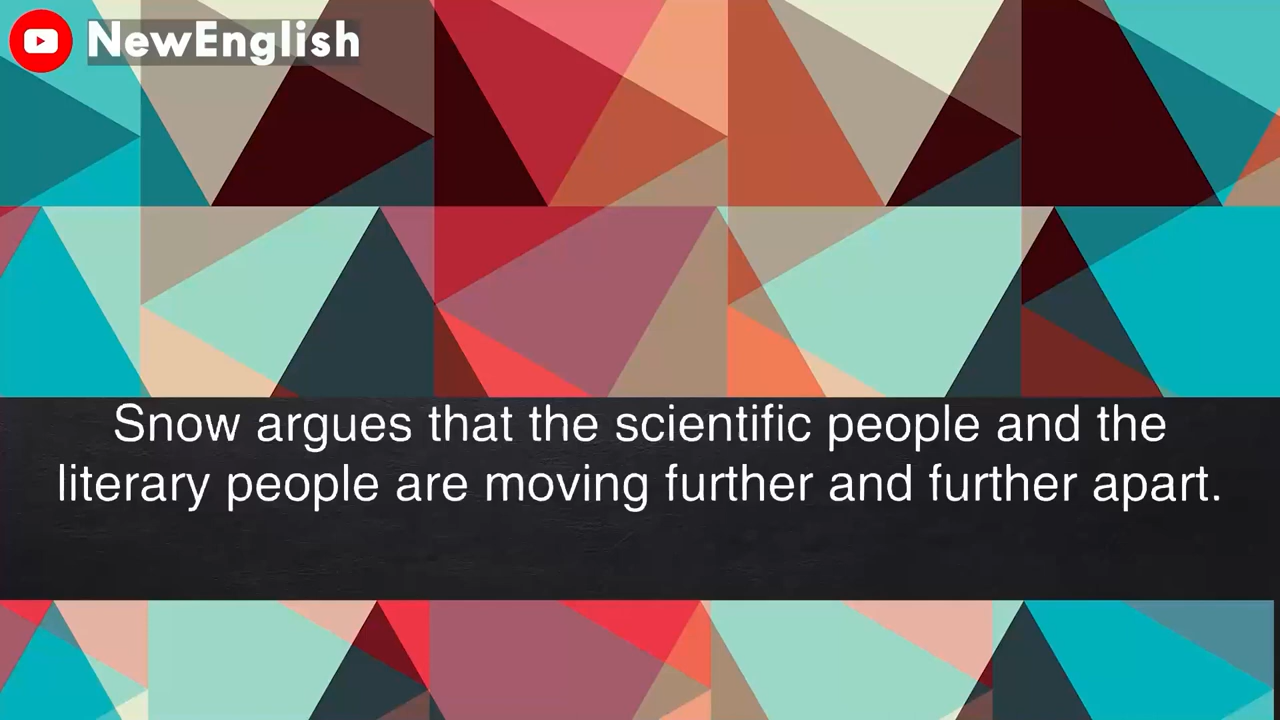 NewEnglish
Snow argues that the scientific people and the
literary people are moving further and further apart.